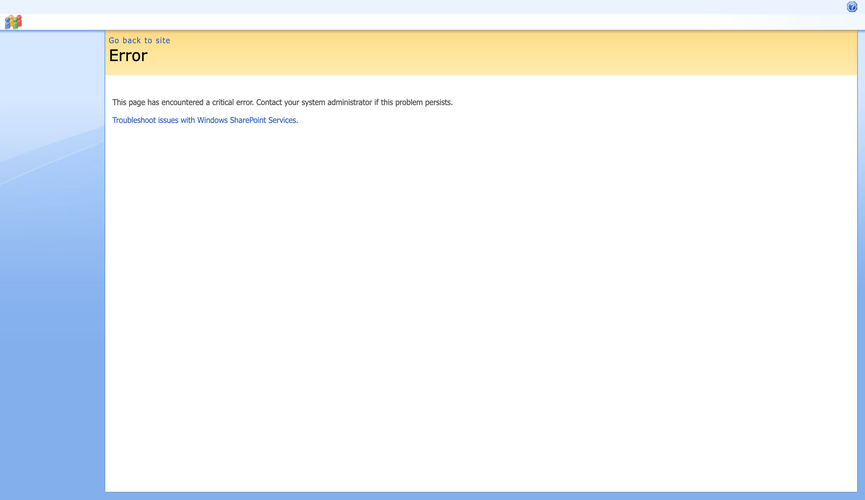 Go back to site
Error
This page has encountered a critical error. Contact your system administrator if this problem persists.
Troubleshoot issues with Windows SharePoint Services.